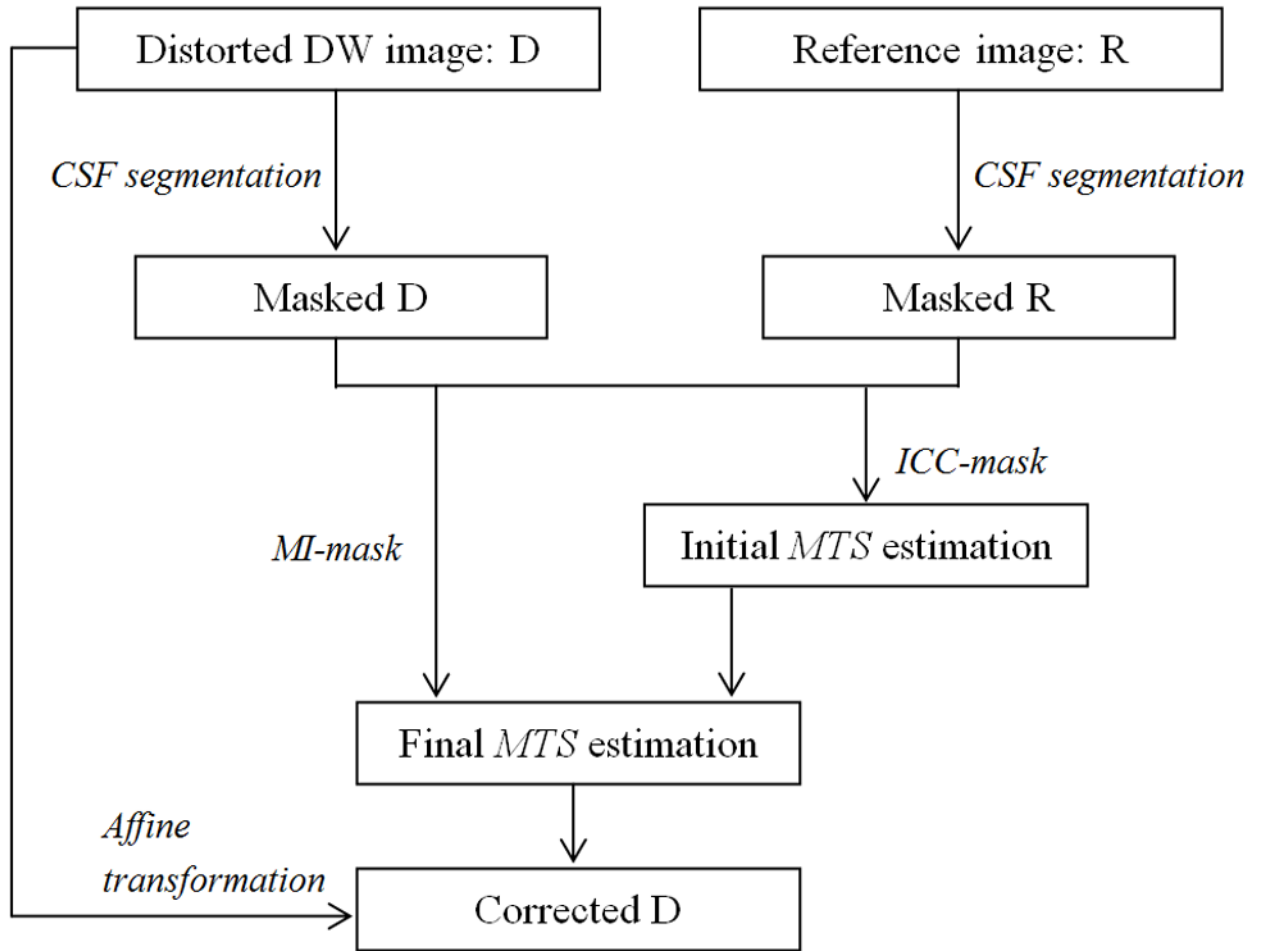 Distorted DW image: D
Reference image: R
CSF segmentation
CSF segmentation
Masked D
Masked R
ICC-mask
MI-mask
Initial MTS estimation
Final MTS estimation
Affine
transformation
Corrected D